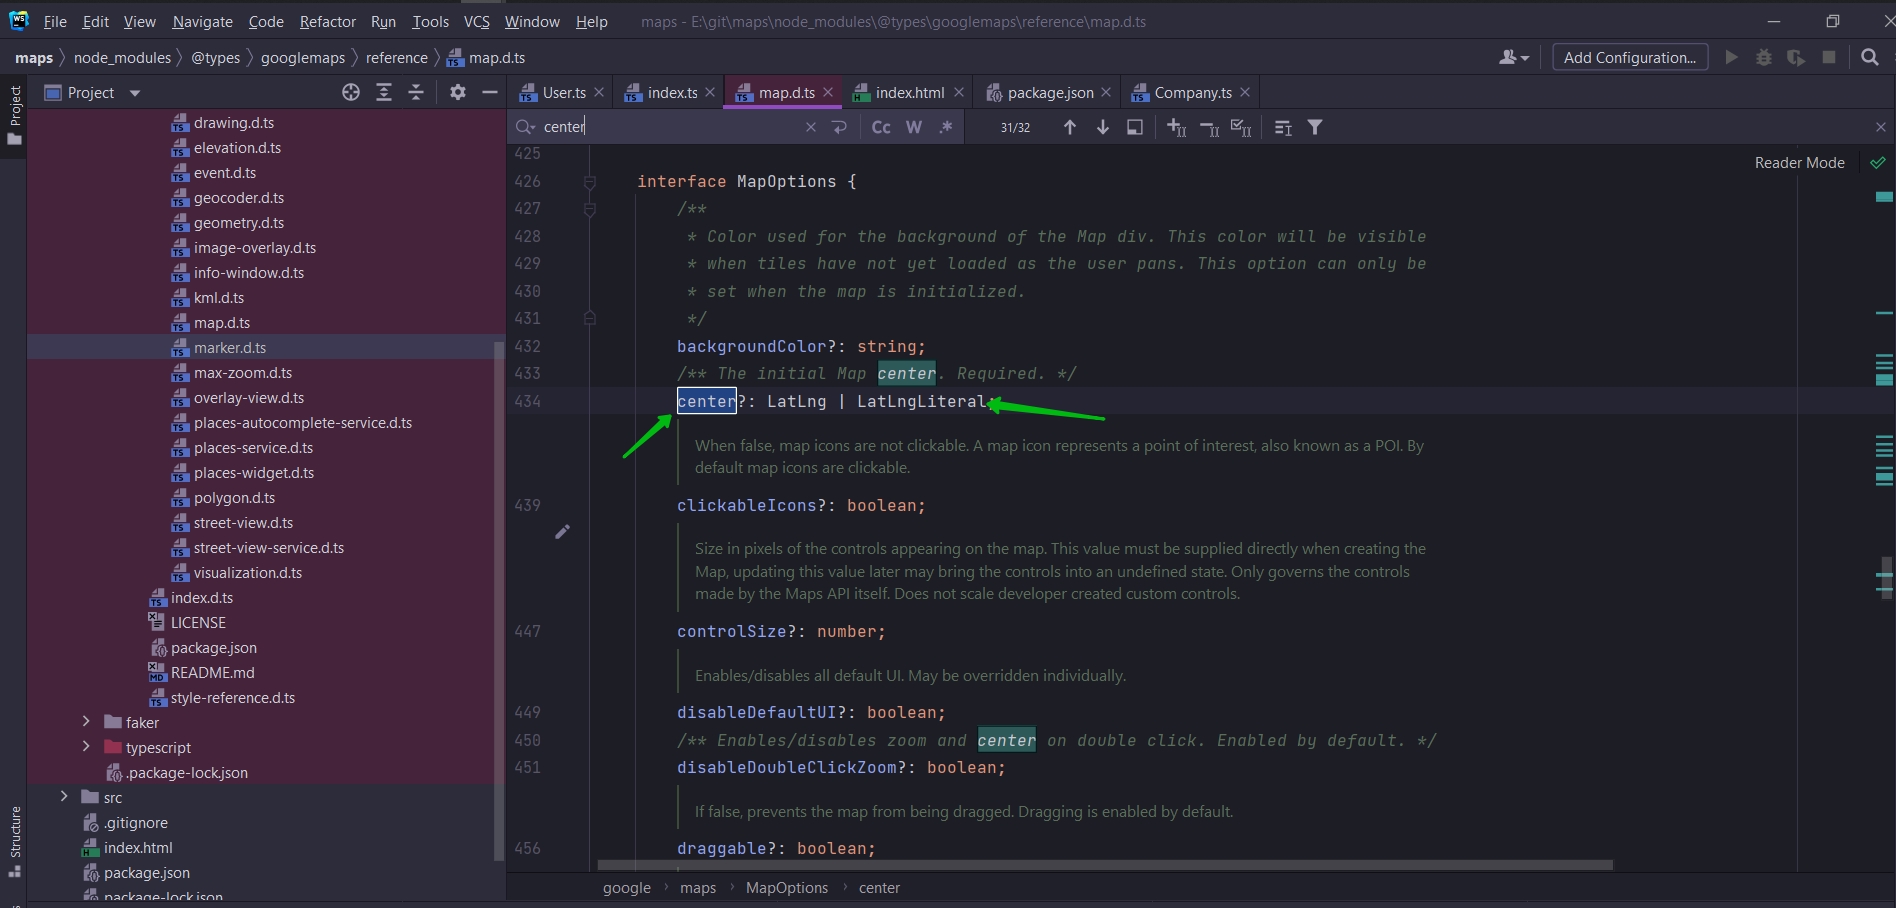 WS File Edit View Navigate Code Refactor Run Tools VCS Window Help maps - E:\git\maps\node_modules\@types\googlemaps\reference\map.d.ts
maps node_modules @types googlemaps reference map.d.ts Add Configuration...
Project
Project
User.ts index.ts map.d.ts index.html package.json Company.ts
center Cc W .* 31/32
Reader Mode
drawing.d.ts
elevation.d.ts
event.d.ts
geocoder.d.ts
geometry.d.ts
image-overlay.d.ts
info-window.d.ts
kml.d.ts
map.d.ts
marker.d.ts
max-zoom.d.ts
overlay-view.d.ts
places-autocomplete-service.d.ts
places-service.d.ts
places-widget.d.ts
polygon.d.ts
street-view.d.ts
street-view-service.d.ts
visualization.d.ts
index.d.ts
LICENSE
package.json
README.md
style-reference.d.ts
faker
typescript
.package-lock.json
src
.gitignore
index.html
package.json
package-lock.json
Structure
425
426 interface MapOptions {
427 /**
428 * Color used for the background of the Map div. This color will be visible
429 * when tiles have not yet loaded as the user pans. This option can only be
430 * set when the map is initialized.
431 */
432 backgroundColor?: string;
433 /** The initial Map center. Required. */
434 center?: LatLng | LatLngLiteral;
When false, map icons are not clickable. A map icon represents a point of interest, also known as a POI. By
default map icons are clickable.
439 clickableIcons?: boolean;
Size in pixels of the controls appearing on the map. This value must be supplied directly when creating the
Map, updating this value later may bring the controls into an undefined state. Only governs the controls
made by the Maps API itself. Does not scale developer created custom controls.
447 controlSize?: number;
Enables/disables all default UI. May be overridden individually.
449 disableDefaultUI?: boolean;
450 /** Enables/disables zoom and center on double click. Enabled by default. */
451 disableDoubleClickZoom?: boolean;
If false, prevents the map from being dragged. Dragging is enabled by default.
456 draggable?: boolean;
google maps MapOptions center